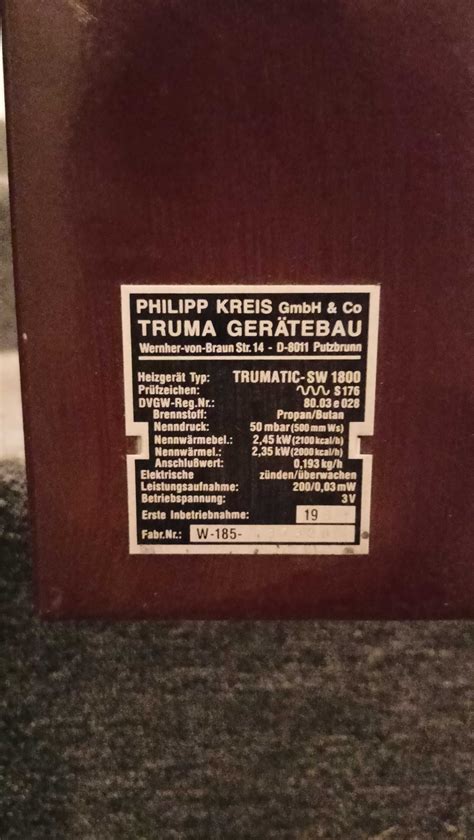 PHILIPP KREIS GmbH & Co
TRUMA GERÄTEBAU
Wernher-von-Braun Str. 14 - D-8011 Putzbrunn
Heizgerät Typ: TRUMATIC-SW 1800
Prüfzeichen: S 176
DVGW-Reg.Nr.: 80.03 e 028
Brennstoff: Propan/Butan
Nenndruck: 50 mbar (500 mm Ws)
Nennwärmebel.: 2,45 kW (2100 kcal/h)
Nennwärmel.: 2,35 kW (2000 kcal/h)
Anschlußwert: 0,193 kg/h
Elektrische zünden/überwachen
Leistungsaufnahme: 200/0,03 mW
Betriebspannung: 3V
Erste Inbetriebnahme: 19
Fabr.Nr.: W-185-